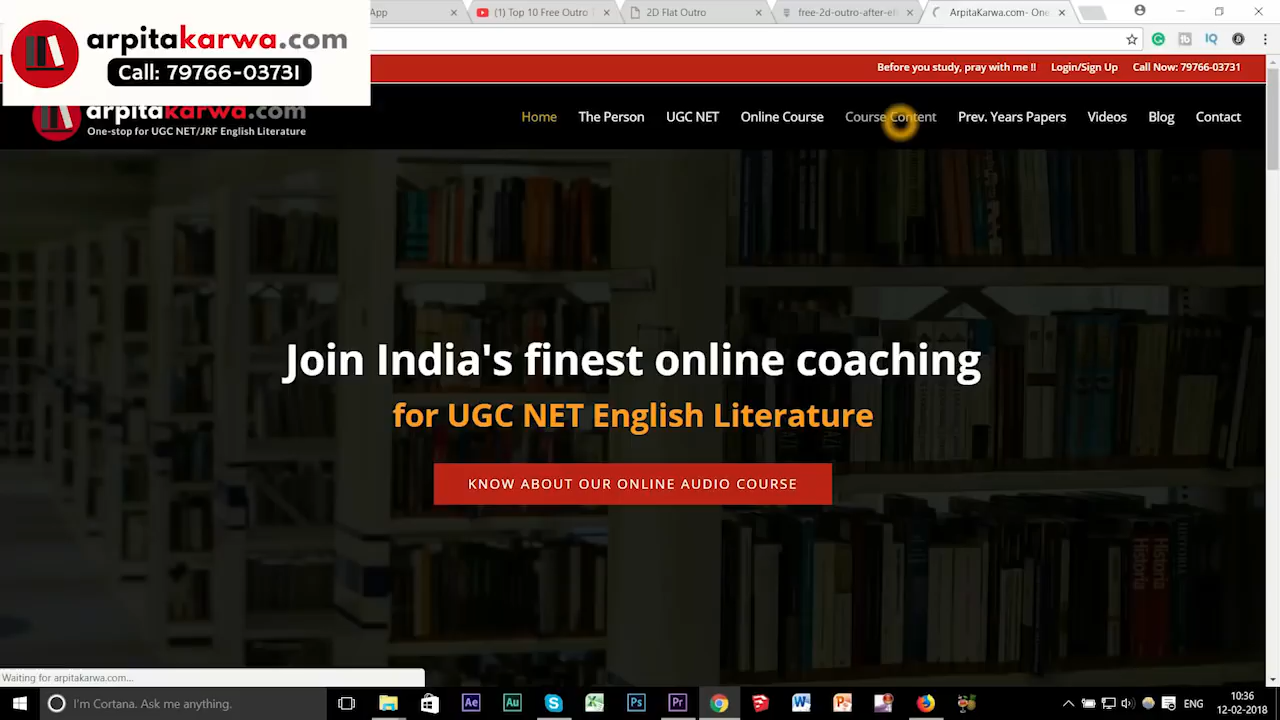 App
(1) Top 10 Free Outro T
2D Flat Outro
free-2d-outro-after-eff
ArpitaKarwa.com- One
arpitakarwa.com
Call: 79766-03731
Before you study, pray with me !!
Login/Sign Up
Call Now: 79766-03731
arpitakarwa.com
One-stop for UGC NET/JRF English Literature
Home
The Person
UGC NET
Online Course
Course Content
Prev. Years Papers
Videos
Blog
Contact
Join India's finest online coaching
for UGC NET English Literature
KNOW ABOUT OUR ONLINE AUDIO COURSE
Historia
Historia
Waiting for arpitakarwa.com...
I'm Cortana. Ask me anything.
ENG
10:36
12-02-2018